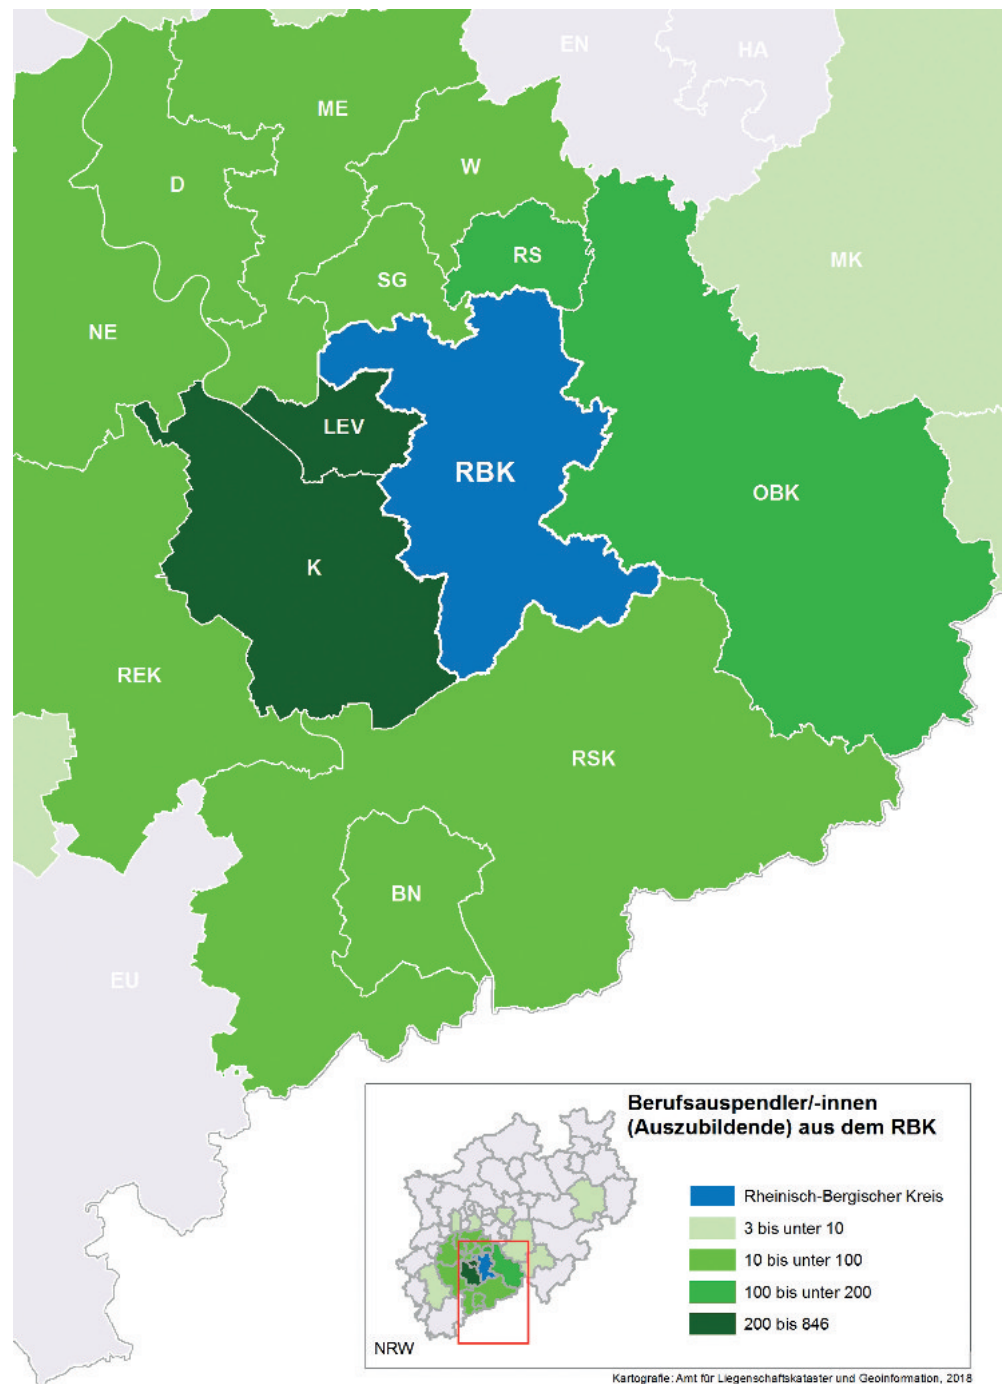 EN
HA
ME
W
D
RS
MK
SG
NE
LEV
RBK
OBK
K
REK
RSK
BN
EU
Berufsauspendler/-innen
(Auszubildende) aus dem RBK
Rheinisch-Bergischer Kreis
3 bis unter 10
10 bis unter 100
100 bis unter 200
200 bis 846
NRW
Kartografie: Amt für Liegenschaftskataster und Geoinformation, 2018